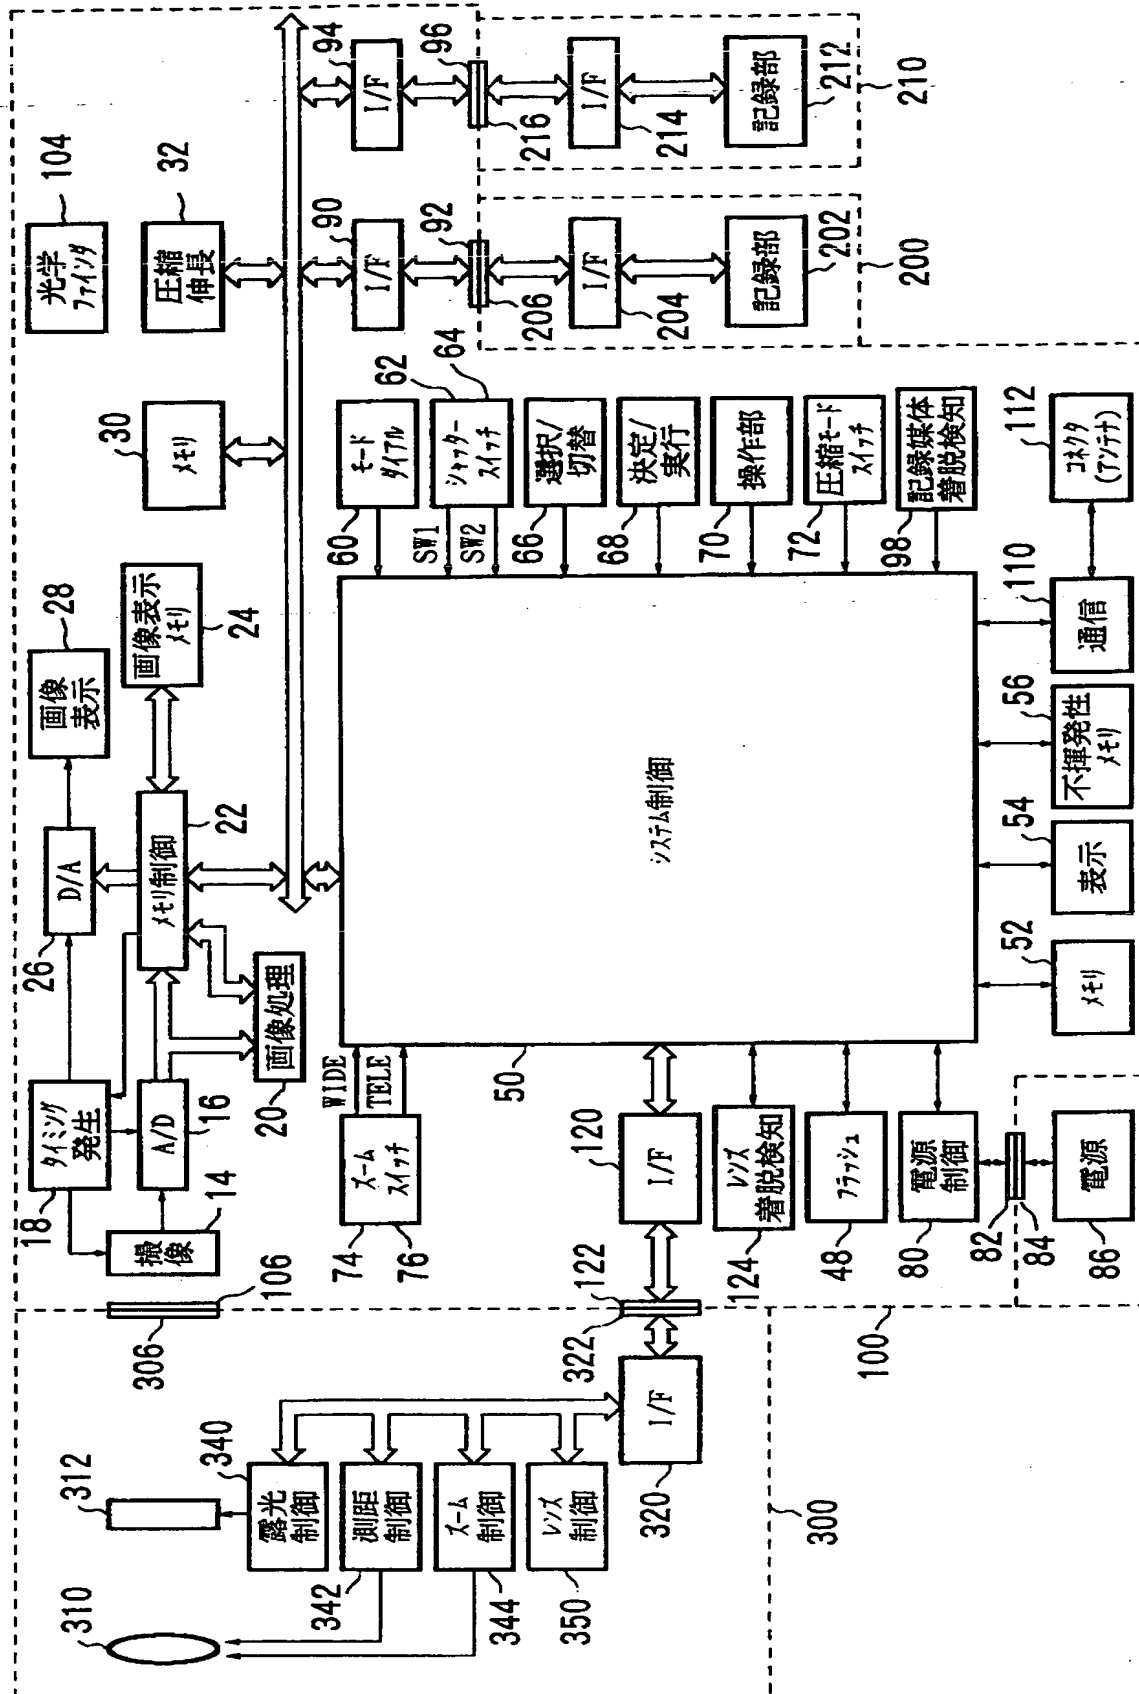 310
312
340
露光
制御
342
測距
制御
344
ズーム
制御
350
レンズ
制御
320
I/F
300
306
106
322
122
100
14
撮
像
18
タイミング
発生
16
A/D
20
画像処理
26
D/A
22
メモリ制御
28
画像
表示
24
画像表示
メモリ
30
メモリ
32
圧縮
伸長
104
光学
ファインダ
74
76
ズーム
スイッチ
WIDE
TELE
120
I/F
124
レンズ
着脱検知
48
フラッシュ
80
電源
制御
82
84
86
電源
50
システム制御
52
メモリ
54
表示
56
不揮発性
メモリ
110
通信
112
コネクタ
(アンテナ)
60
モード
ダイアル
62
64
シャッター
スイッチ
SW1
SW2
66
選択/
切替
68
決定/
実行
70
操作部
72
圧縮モード
スイッチ
98
記録媒体
着脱検知
90
I/F
92
206
204
I/F
202
記録部
200
94
I/F
96
216
214
I/F
212
記録部
210